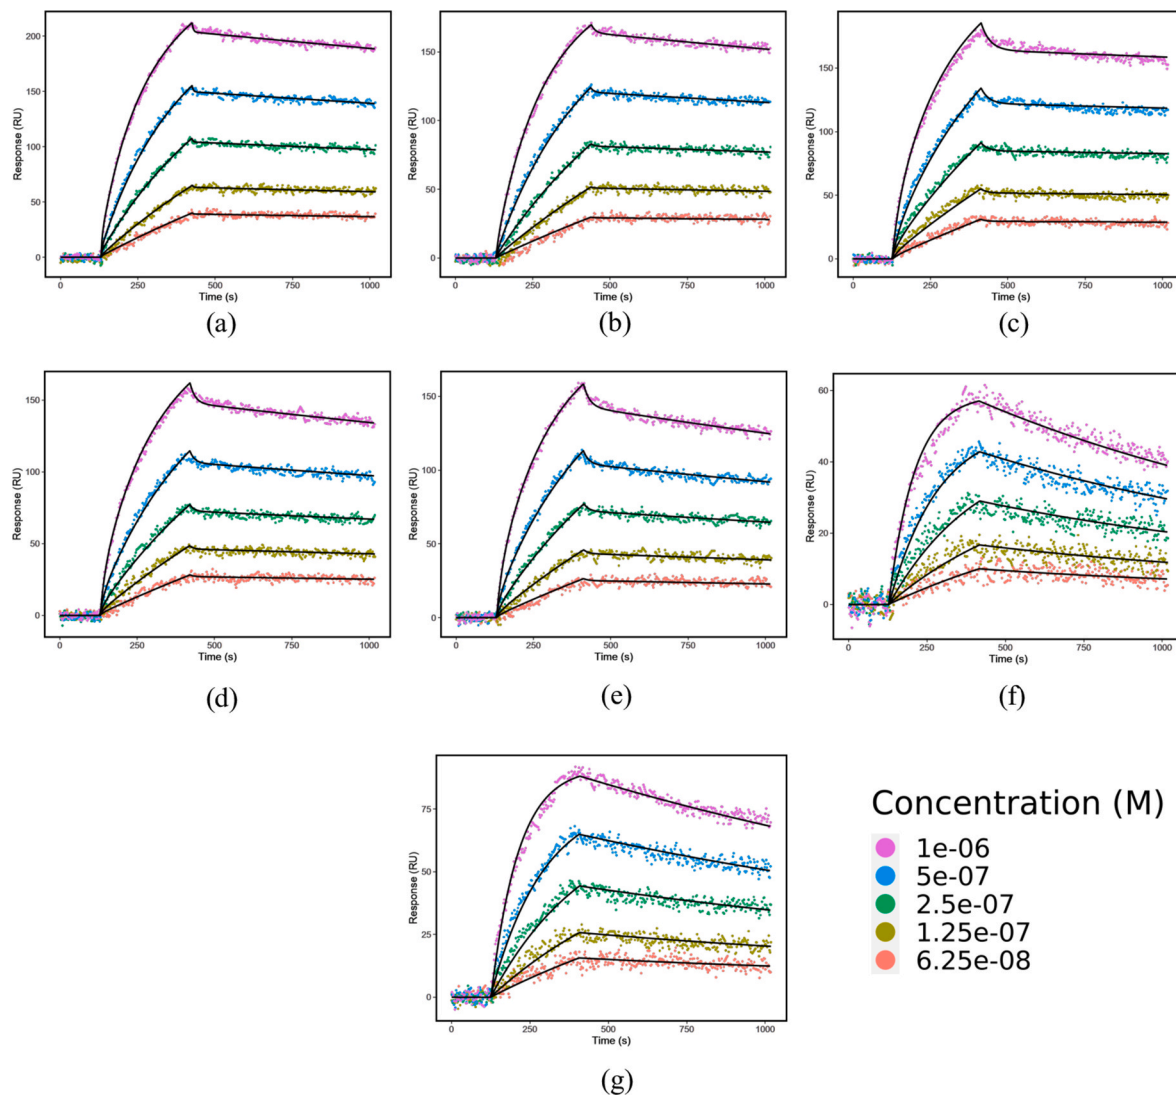 200
150
100
50
0
Response (RU)
0
250
500
750
1000
Time (s)
(a)
150
100
50
0
Response (RU)
0
250
500
750
1000
Time (s)
(b)
150
100
50
0
Response (RU)
0
250
500
750
1000
Time (s)
(c)
150
100
50
0
Response (RU)
0
250
500
750
1000
Time (s)
(d)
150
100
50
0
Response (RU)
0
250
500
750
1000
Time (s)
(e)
60
40
20
0
Response (RU)
0
250
500
750
1000
Time (s)
(f)
75
50
25
0
Response (RU)
0
250
500
750
1000
Time (s)
(g)
Concentration (M)
1e-06
5e-07
2.5e-07
1.25e-07
6.25e-08